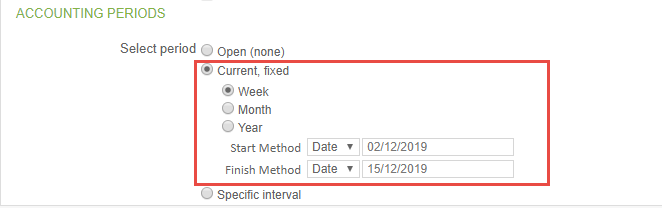 ACCOUNTING PERIODS
Select period Open (none)
Current, fixed
Week
Month
Year
Start Method Date 02/12/2019
Finish Method Date 15/12/2019
Specific interval